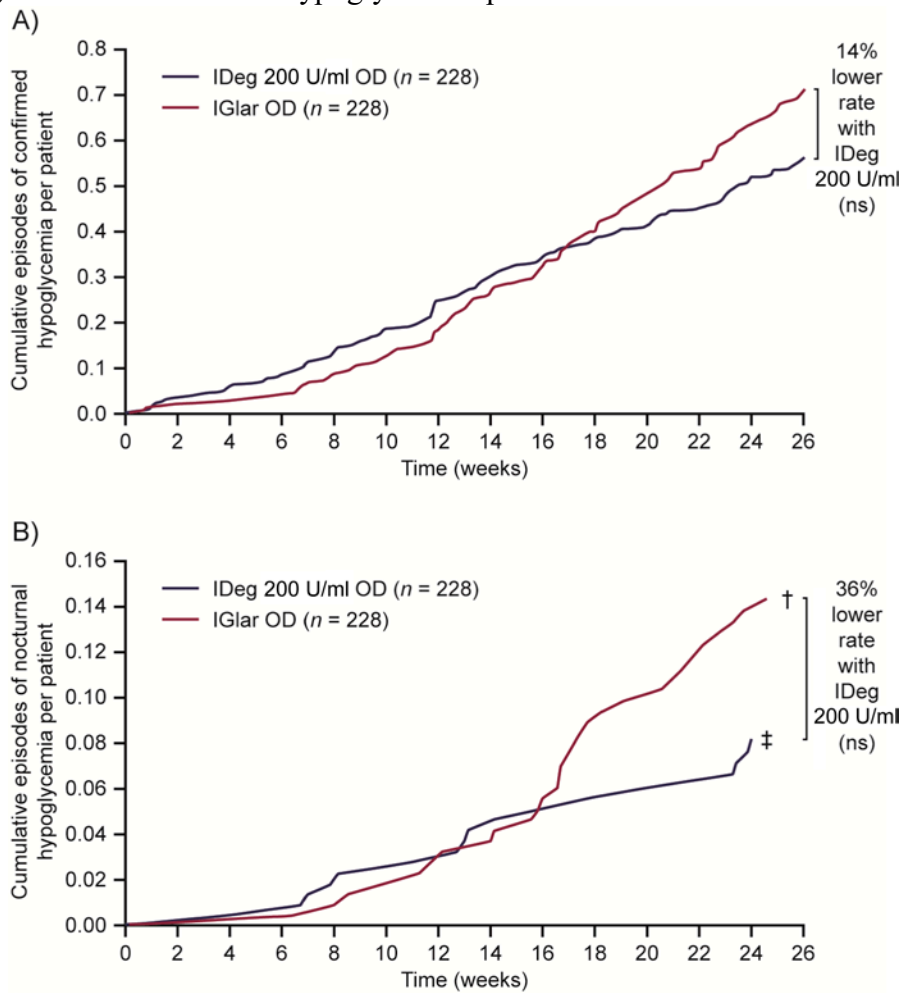 A)
Cumulative episodes of confirmed
hypoglycemia per patient
0.8
0.7
0.6
0.5
0.4
0.3
0.2
0.1
0.0
IDeg 200 U/ml OD (n = 228)
IGlar OD (n = 228)
14%
lower
rate
with
IDeg
200 U/ml
(ns)
0 2 4 6 8 10 12 14 16 18 20 22 24 26
Time (weeks)
B)
Cumulative episodes of nocturnal
hypoglycemia per patient
0.16
0.14
0.12
0.10
0.08
0.06
0.04
0.02
0.00
IDeg 200 U/ml OD (n = 228)
IGlar OD (n = 228)
†
‡
36%
lower
rate
with
IDeg
200 U/ml
(ns)
0 2 4 6 8 10 12 14 16 18 20 22 24 26
Time (weeks)